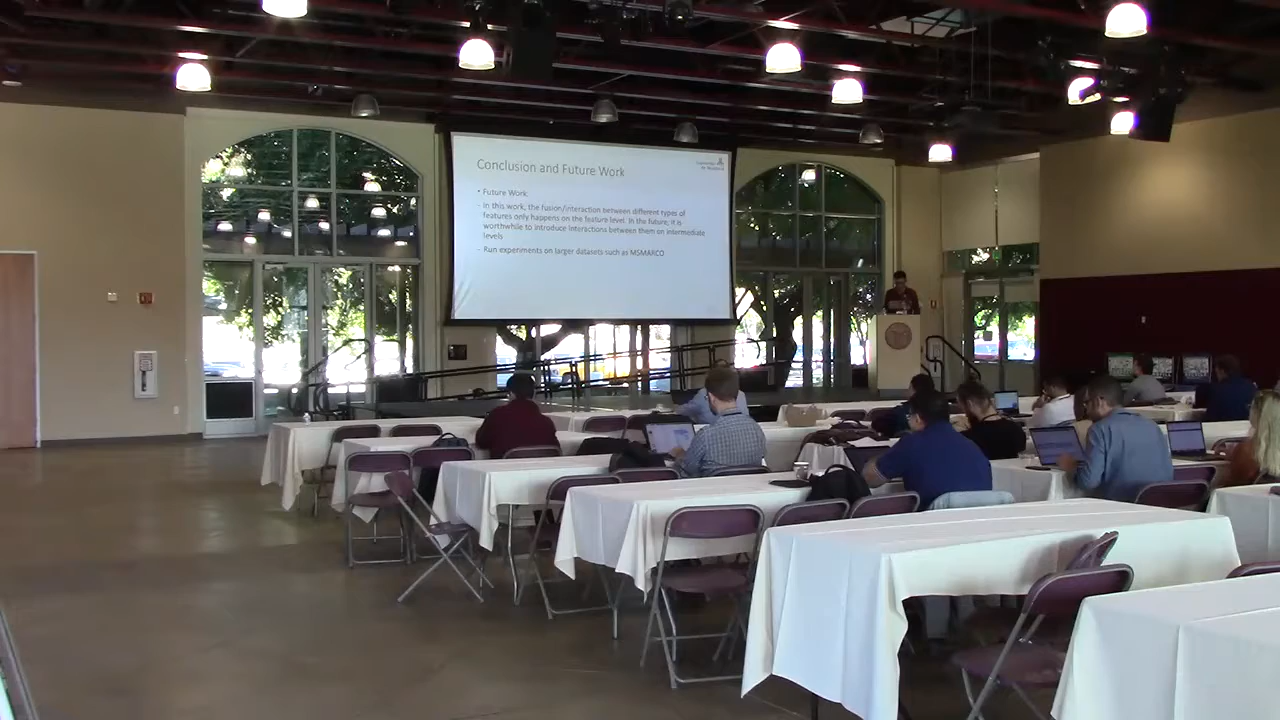 Conclusion and Future Work
• Future Work:
- In this work, the fusion/interaction between different types of
features only happens on the feature level. In the future, it is
worthwhile to introduce interactions between them on intermediate
levels
- Run experiments on larger datasets such as MSMARCO